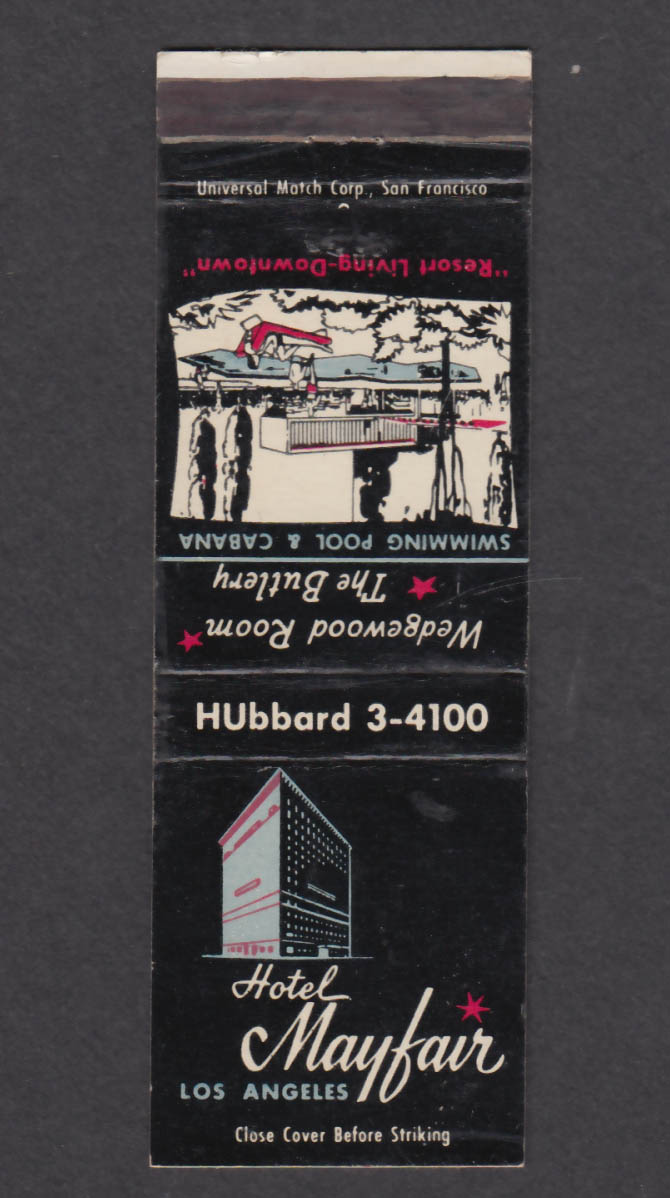 Universal Match Corp., San Francisco
"Resort Living-Downtown"
SWIMMING POOL & CABANA
The Butlery
Wedgewood Room
HUbbard 3-4100
Hotel
Mayfair
LOS ANGELES
Close Cover Before Striking